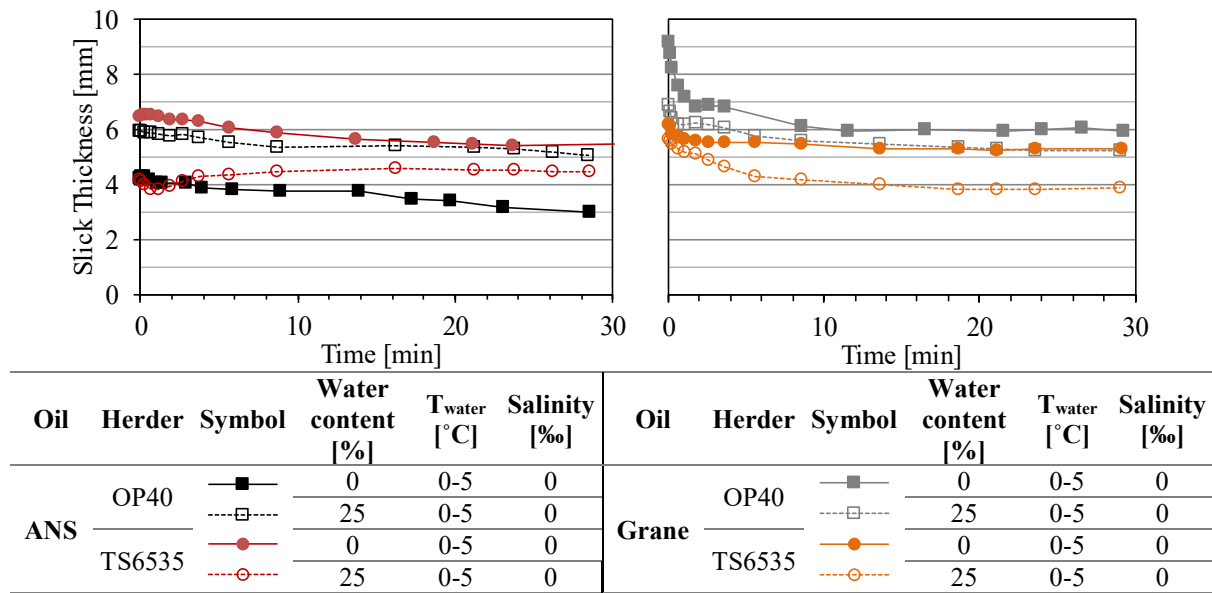 10
8
6
4
2
0
Slick Thickness [mm]
0 10 20 30
Time [min]
0 10 20 30
Time [min]
Oil Herder Symbol Water content [%] Twater [˚C] Salinity [‰] Oil Herder Symbol Water content [%] Twater [˚C] Salinity [‰]
ANS OP40 0 0-5 0 Grane OP40 0 0-5 0
25 0-5 0 25 0-5 0
TS6535 0 0-5 0 TS6535 0 0-5 0
25 0-5 0 25 0-5 0